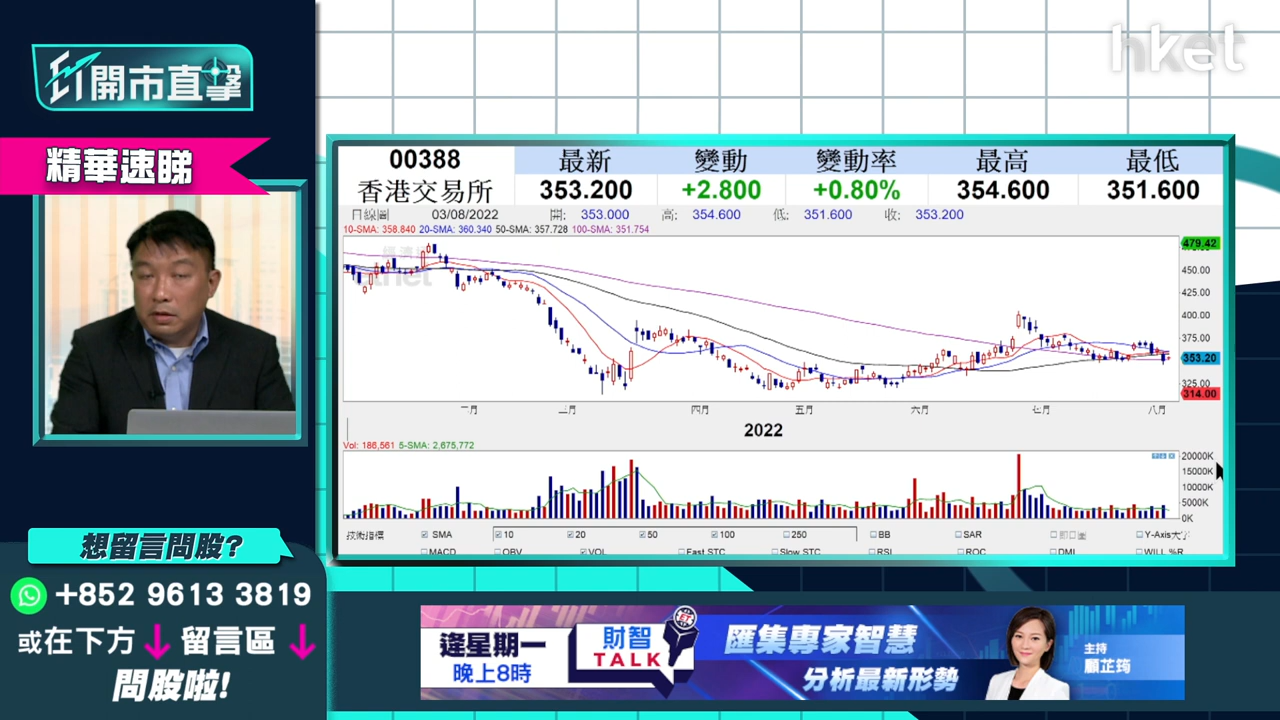 hket
ET開市直擊
精華速睇
00388
香港交易所
最新 變動 變動率 最高 最低
353.200 +2.800 +0.80% 354.600 351.600
日線圖 03/08/2022 開: 353.000 高: 354.600 低: 351.600 收: 353.200
10-SMA: 358.840 20-SMA: 360.340 50-SMA: 357.728 100-SMA: 351.754
479.42
450.00
425.00
400.00
375.00
353.20
325.00
314.00
二月 三月 四月 五月 六月 七月 八月
2022
Vol: 186,561 5-SMA: 2,675,772
20000K
15000K
10000K
5000K
0K
技術指標 SMA 10 20 50 100 250 BB SAR Y-Axis大
MACD OBV VOL Fast STC Slow STC RSI ROC DMI WILL %R
想留言問股?
+852 9613 3819
或在下方 留言區
問股啦!
逢星期一
晚上8時
財智
TALK
匯集專家智慧
分析最新形勢
主持
顧芷筠